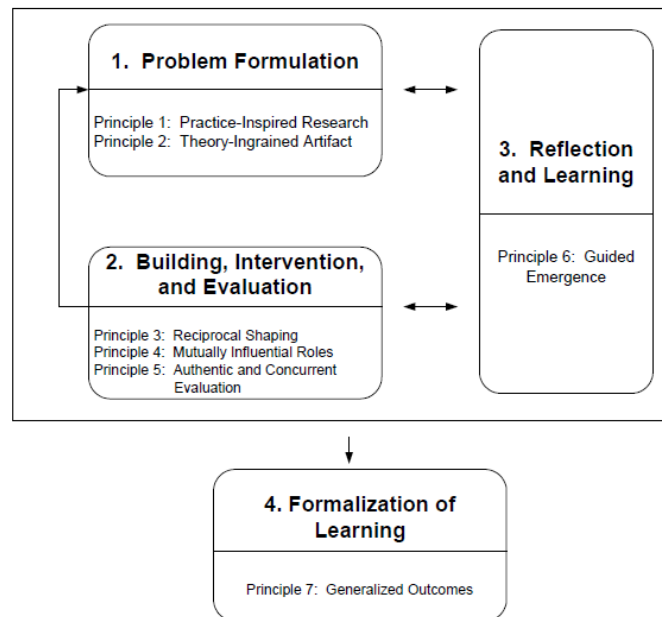 1. Problem Formulation
Principle 1: Practice-Inspired Research
Principle 2: Theory-Ingrained Artifact
2. Building, Intervention,
and Evaluation
Principle 3: Reciprocal Shaping
Principle 4: Mutually Influential Roles
Principle 5: Authentic and Concurrent
Evaluation
3. Reflection
and Learning
Principle 6: Guided
Emergence
4. Formalization of
Learning
Principle 7: Generalized Outcomes